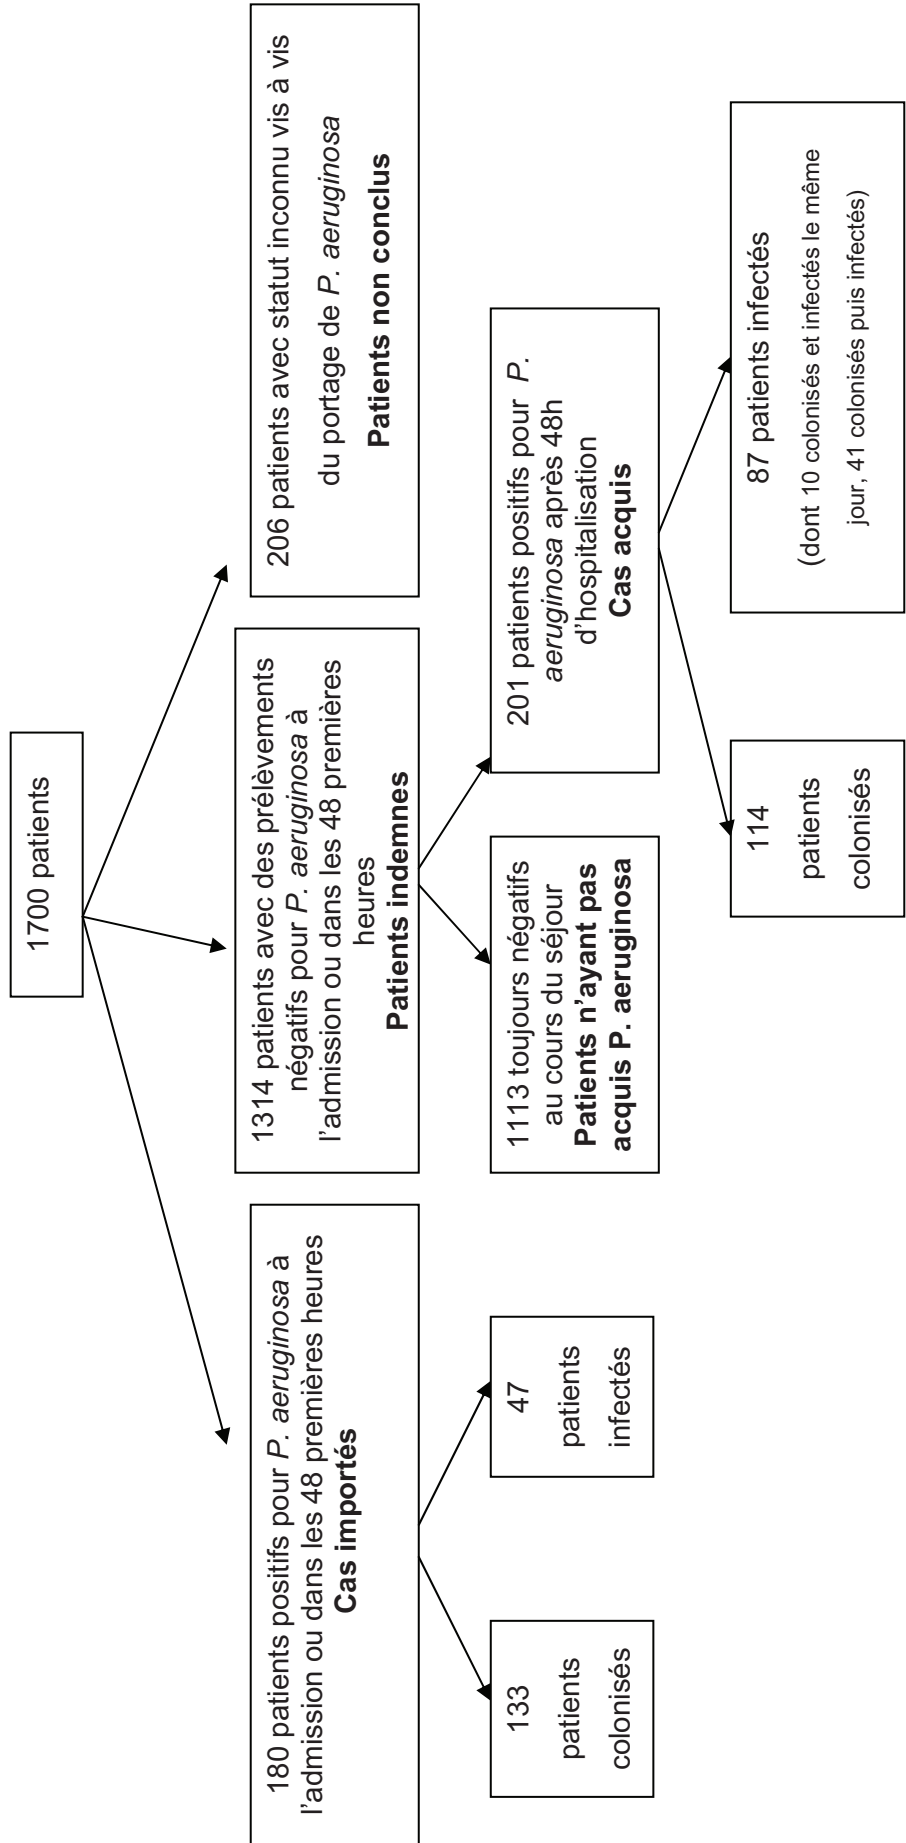 1700 patients
180 patients positifs pour P. aeruginosa à
l'admission ou dans les 48 premières heures
Cas importés
1314 patients avec des prélèvements
négatifs pour P. aeruginosa à
l'admission ou dans les 48 premières
heures
Patients indemnes
206 patients avec statut inconnu vis à vis
du portage de P. aeruginosa
Patients non conclus
133
patients
colonisés
47
patients
infectés
1113 toujours négatifs
au cours du séjour
Patients n'ayant pas
acquis P. aeruginosa
201 patients positifs pour P.
aeruginosa après 48h
d'hospitalisation
Cas acquis
114
patients
colonisés
87 patients infectés
(dont 10 colonisés et infectés le même
jour, 41 colonisés puis infectés)